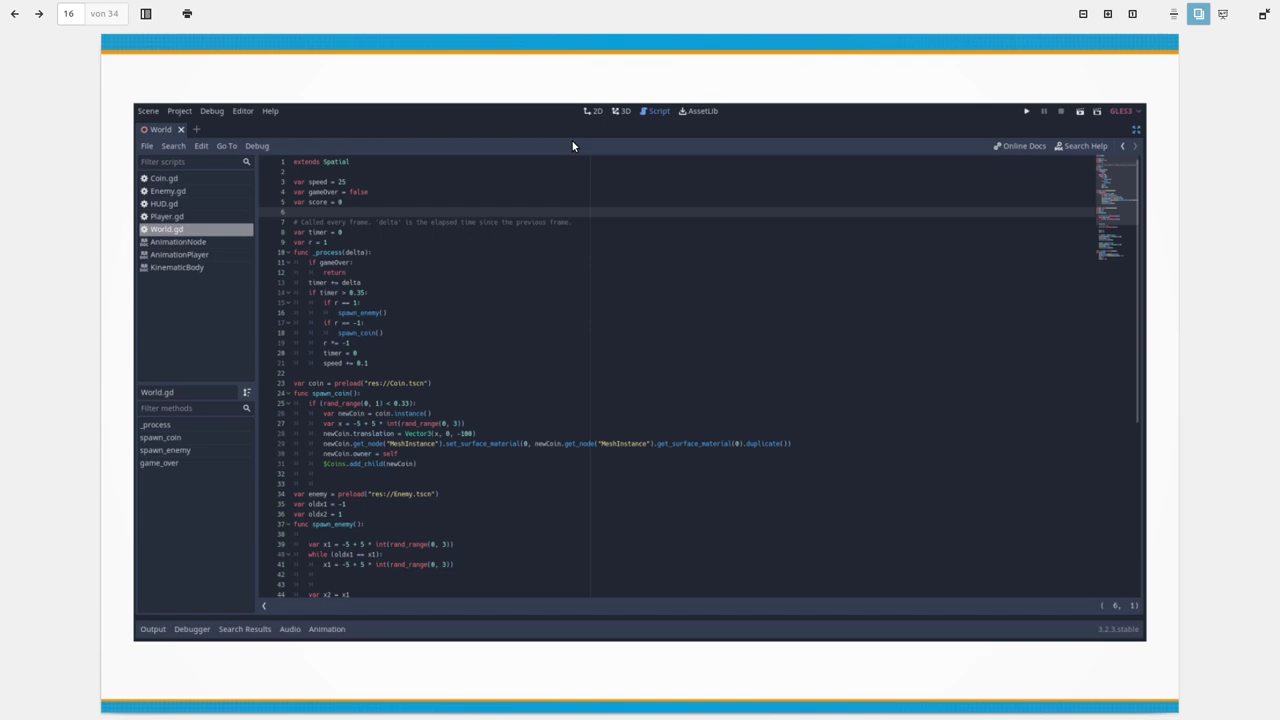 16 von 34
Scene Project Debug Editor Help 2D 3D Script AssetLib GLES3
World
File Search Edit Go To Debug Online Docs Search Help
Filter scripts
Coin.gd
Enemy.gd
HUD.gd
Player.gd
World.gd
AnimationNode
AnimationPlayer
KinematicBody
World.gd
Filter methods
_process
spawn_coin
spawn_enemy
game_over
1 extends Spatial
2
3 var speed = 25
4 var gameOver = false
5 var score = 0
6
7 # Called every frame. 'delta' is the elapsed time since the previous frame.
8 var timer = 0
9 var r = 1
10 func _process(delta):
11 if gameOver:
12 return
13 timer += delta
14 if timer > 0.35:
15 if r == 1:
16 spawn_enemy()
17 if r == -1:
18 spawn_coin()
19 r *= -1
20 timer = 0
21 speed += 0.1
22
23 var coin = preload("res://Coin.tscn")
24 func spawn_coin():
25 if (rand_range(0, 1) < 0.33):
26 var newCoin = coin.instance()
27 var x = -5 + 5 * int(rand_range(0, 3))
28 newCoin.translation = Vector3(x, 0, -100)
29 newCoin.get_node("MeshInstance").set_surface_material(0, newCoin.get_node("MeshInstance").get_surface_material(0).duplicate())
30 newCoin.owner = self
31 $Coins.add_child(newCoin)
32
33
34 var enemy = preload("res://Enemy.tscn")
35 var oldx1 = -1
36 var oldx2 = 1
37 func spawn_enemy():
38
39 var x1 = -5 + 5 * int(rand_range(0, 3))
40 while (oldx1 == x1):
41 x1 = -5 + 5 * int(rand_range(0, 3))
42
43
44 var x2 = x1
( 6, 1)
Output Debugger Search Results Audio Animation 3.2.3.stable